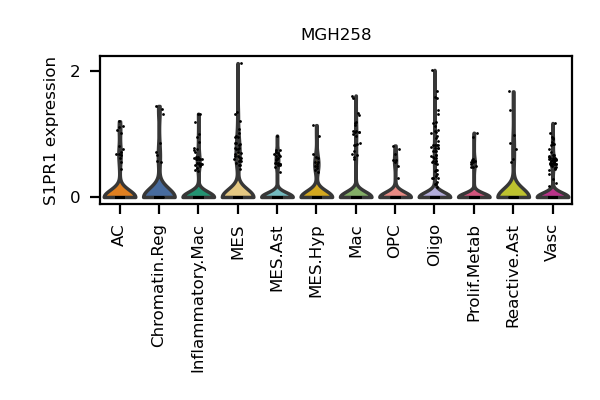 MGH258
S1PR1 expression
2
0
AC
Chromatin.Reg
Inflammatory.Mac
MES
MES.Ast
MES.Hyp
Mac
OPC
Oligo
Prolif.Metab
Reactive.Ast
Vasc